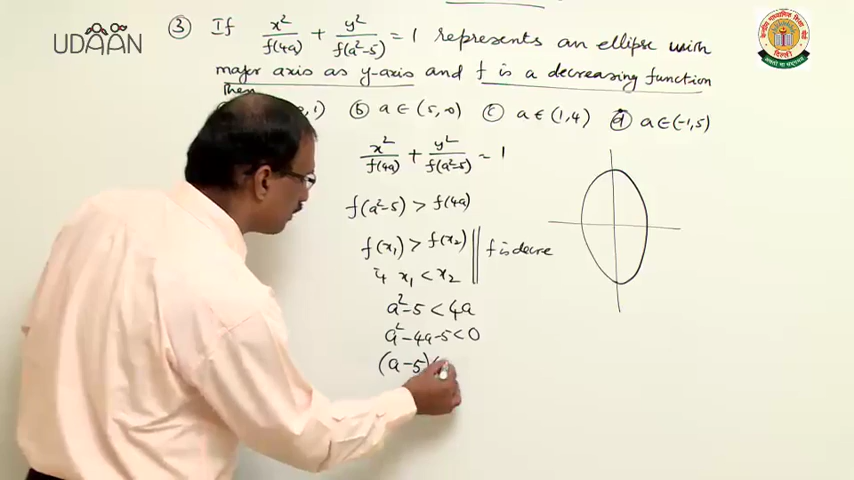 UDAAN
③ If x²/f(4a) + y²/f(a²-5) = 1 represents an ellipse with
major axis as y-axis and f is a decreasing function
Then
, 1) ⓑ a ∈ (5, ∞) ⓒ a ∈ (1,4) ⓓ a ∈ (-1,5)
x²/f(4a) + y²/f(a²-5) = 1
f(a²-5) > f(4a)
f(x₁) > f(x₂) || f is decre
if x₁ < x₂
a²-5 < 4a
a²-4a-5 < 0
(a-5)(